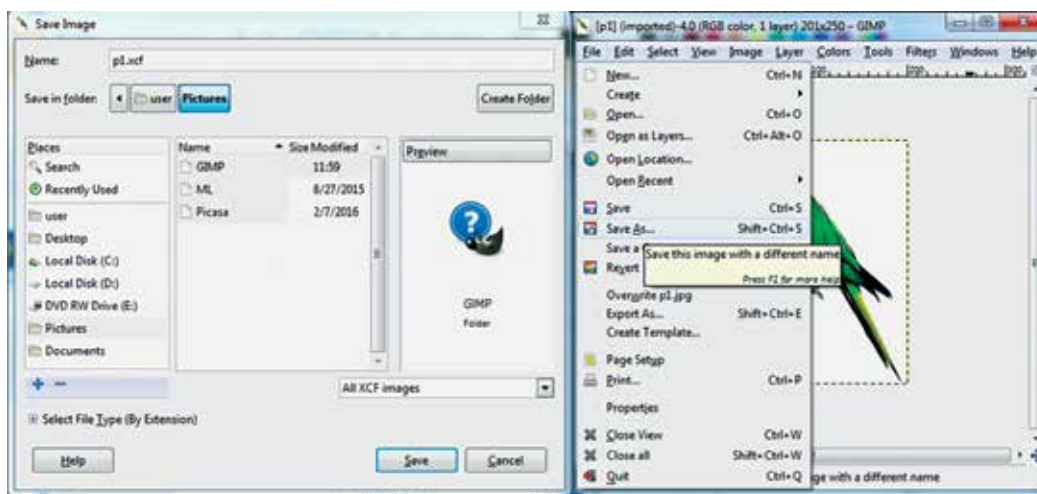 Save Image
Name: p1.xcf
Save in folder: user Pictures Create Folder
Places
Search
Recently Used
user
Desktop
Local Disk (C:)
Local Disk (D:)
DVD RW Drive (E:)
Pictures
Documents
Name Size Modified
GIMP 11:59
ML 8/27/2015
Picasa 2/7/2016
Preview
GIMP
Folder
All XCF images
Select File Type (By Extension)
Help Save Cancel
[p1] (imported)-4.0 (RGB color, 1 layer) 201x250 – GIMP
File Edit Select View Image Layer Colors Tools Filters Windows Help
New... Ctrl+N
Create
Open... Ctrl+O
Open as Layers... Ctrl+Alt+O
Open Location...
Open Recent
Save Ctrl+S
Save As... Shift+Ctrl+S
Save a
Save this image with a different name
Revert
Press F1 for more help
Overwrite p1.jpg
Export As... Shift+Ctrl+E
Create Template...
Page Setup
Print... Ctrl+P
Properties
Close View Ctrl+W
Close all Shift+Ctrl+W
Quit Ctrl+Q
ge with a different name